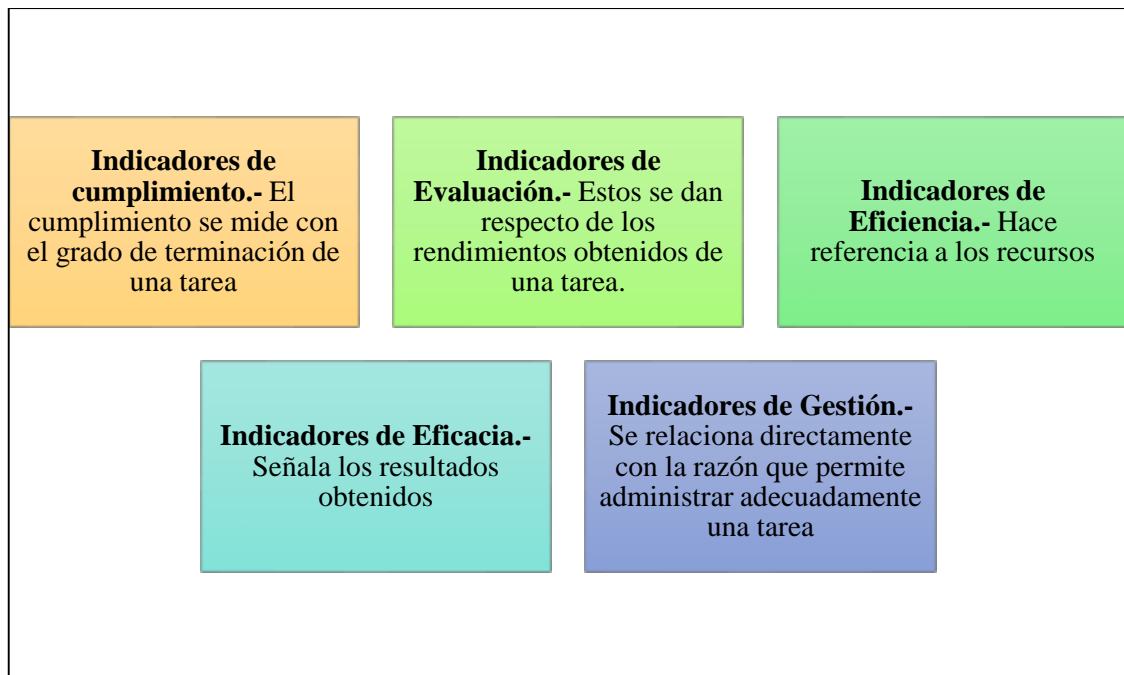 Indicadores de
cumplimiento.- El
cumplimiento se mide con
el grado de terminación de
una tarea
Indicadores de
Evaluación.- Estos se dan
respecto de los
rendimientos obtenidos de
una tarea.
Indicadores de
Eficiencia.- Hace
referencia a los recursos
Indicadores de Eficacia.-
Señala los resultados
obtenidos
Indicadores de Gestión.-
Se relaciona directamente
con la razón que permite
administrar adecuadamente
una tarea